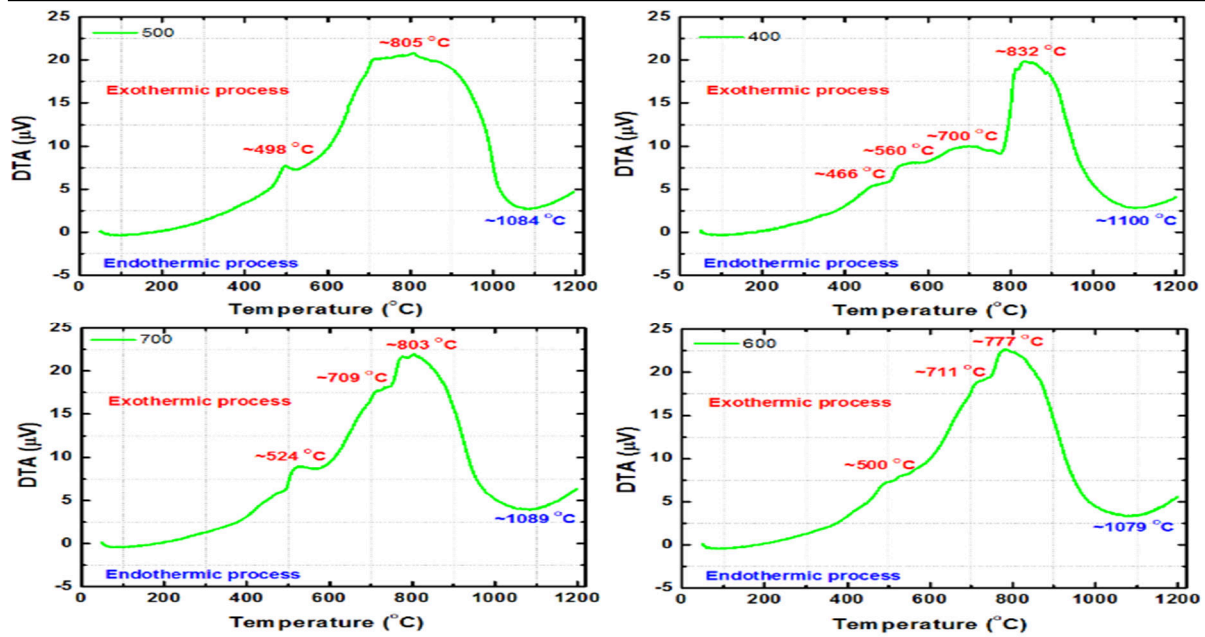 25
20
15
10
5
0
-5
DTA (μV)
500
~805 °C
Exothermic process
~498 °C
~1084 °C
Endothermic process
0 200 400 600 800 1000 1200
Temperature (°C)
25
20
15
10
5
0
-5
DTA (μV)
400
~832 °C
Exothermic process
~700 °C
~560 °C
~466 °C
~1100 °C
Endothermic process
0 200 400 600 800 1000 1200
Temperature (°C)
25
20
15
10
5
0
-5
DTA (μV)
700
~803 °C
~709 °C
Exothermic process
~524 °C
~1089 °C
Endothermic process
0 200 400 600 800 1000 1200
Temperature (°C)
25
20
15
10
5
0
-5
DTA (μV)
600
~777 °C
~711 °C
Exothermic process
~500 °C
~1079 °C
Endothermic process
0 200 400 600 800 1000 1200
Temperature (°C)